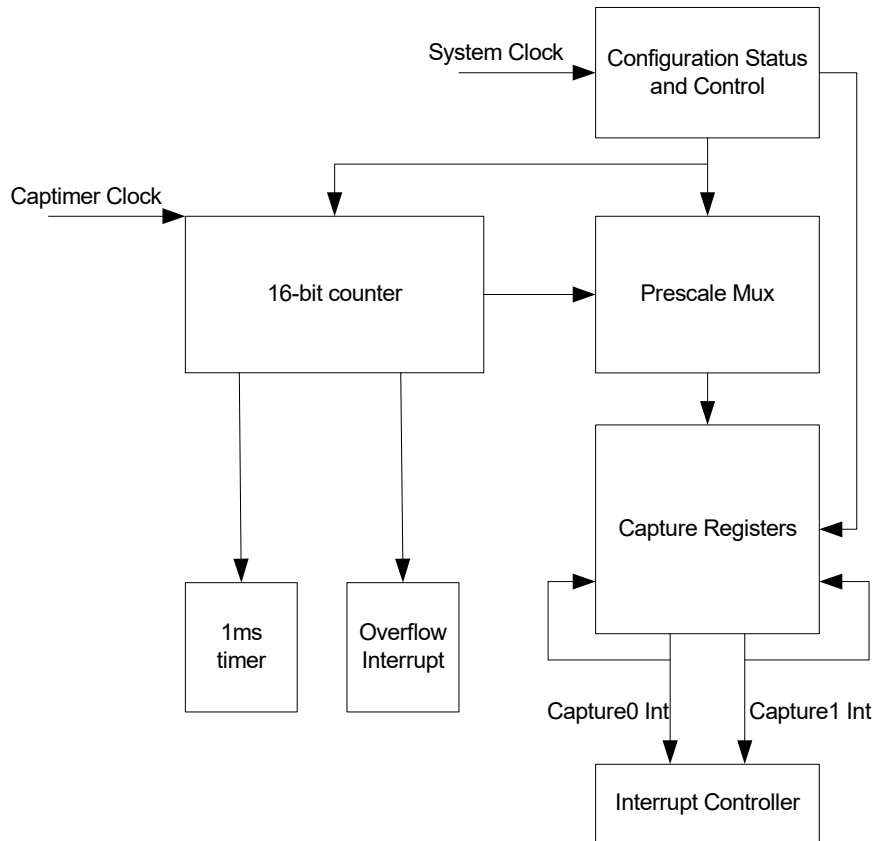 System Clock
Configuration Status
and Control
Captimer Clock
16-bit counter
Prescale Mux
Capture Registers
1ms
timer
Overflow
Interrupt
Capture0 Int
Capture1 Int
Interrupt Controller